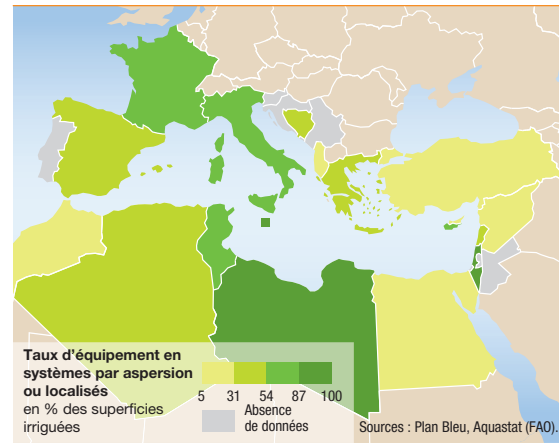 Taux d'équipement en
systèmes par aspersion
ou localisés
en % des superficies
irriguées
5 31 54 87 100
Absence
de données
Sources : Plan Bleu, Aquastat (FAO).